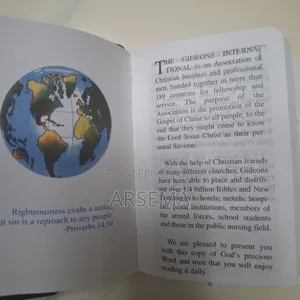 Righteousness exalts a nation,
but sin is a reproach to any people.
-Proverbs 14:34
THE GIDEONS INTERNA-
TIONAL is an Association of
Christian business and professional
men, banded together in more than
189 countries for fellowship and
service. The purpose of the
Association is the promotion of the
Gospel of Christ to all people, to the
end that they might come to know
the Lord Jesus Christ as their per-
sonal Saviour.
With the help of Christian friends
of many different churches, Gideons
have been able to place and distrib-
ute over 1.4 billion Bibles and New
Testaments to hotels, motels, hospi-
tals, penal institutions, members of
the armed forces, school students
and those in the public nursing field.
We are pleased to present you
with this copy of God's precious
Word and trust that you will enjoy
reading it daily.
POSTED
ARSENA